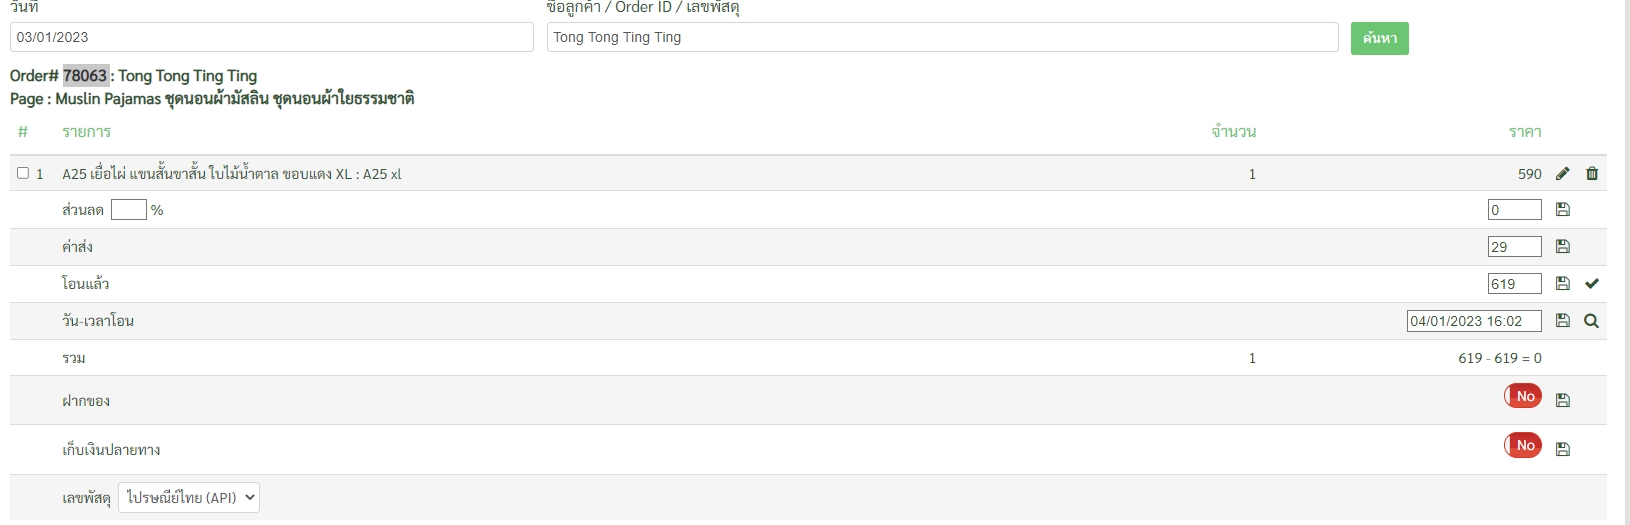 วันที่ ชื่อลูกค้า / Order ID / เลขพัสดุ
03/01/2023 Tong Tong Ting Ting ค้นหา
Order# 78063 : Tong Tong Ting Ting
Page : Muslin Pajamas ชุดนอนผ้ามัสลิน ชุดนอนผ้าใยธรรมชาติ
# รายการ จำนวน ราคา
1 A25 เยื่อไผ่ แขนสั้นขาสั้น ใบไม้น้ำตาล ขอบแดง XL : A25 xl 1 590
ส่วนลด % 0
ค่าส่ง 29
โอนแล้ว 619
วัน-เวลาโอน 04/01/2023 16:02
รวม 1 619 - 619 = 0
ฝากของ No
เก็บเงินปลายทาง No
เลขพัสดุ ไปรษณีย์ไทย (API)